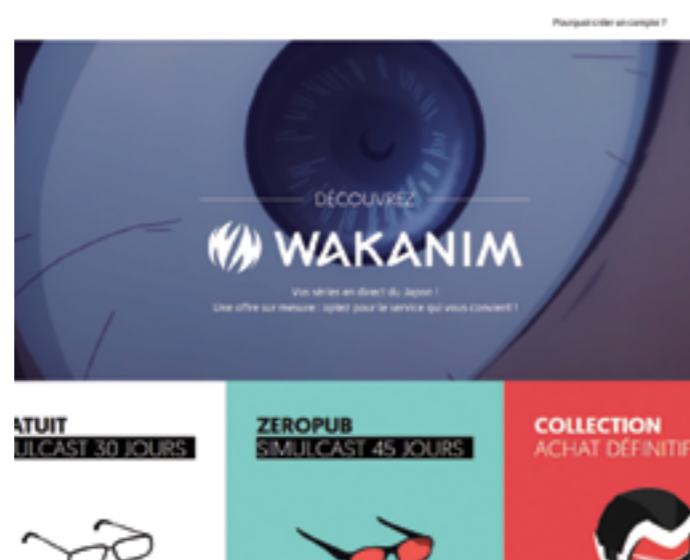 Pourquoi créer un compte ?
DÉCOUVREZ
WAKANIM
Vos séries en direct du Japon !
Une offre sur mesure : optez pour le service qui vous convient !
ATUIT
ULCAST 30 JOURS
ZEROPUB
SIMULCAST 45 JOURS
COLLECTION
ACHAT DÉFINITIF